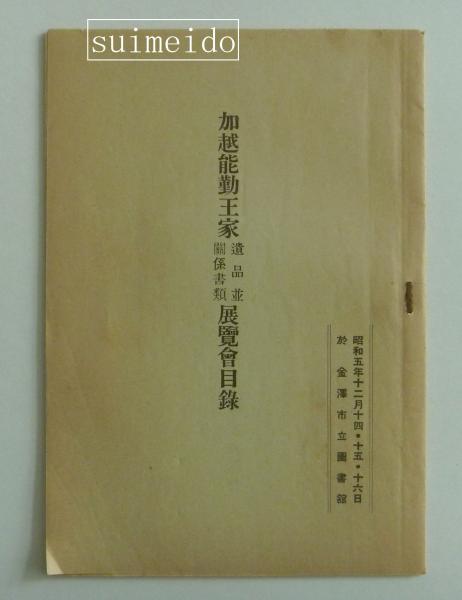 suimeido
昭和五年十二月十四・十五・十六日
於金澤市立圖書舘
加越能勤王家遺品並關係書類展覽會目錄